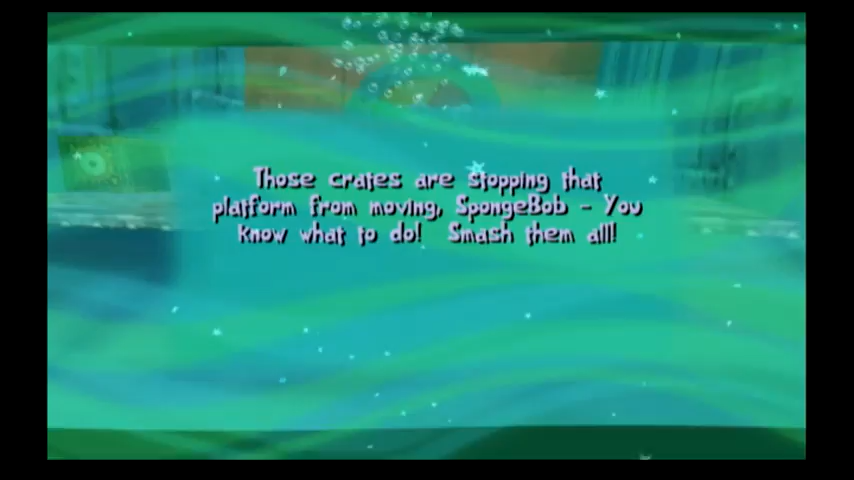 Those crates are stopping that
platform from moving, SpongeBob - You
know what to do! Smash them all!